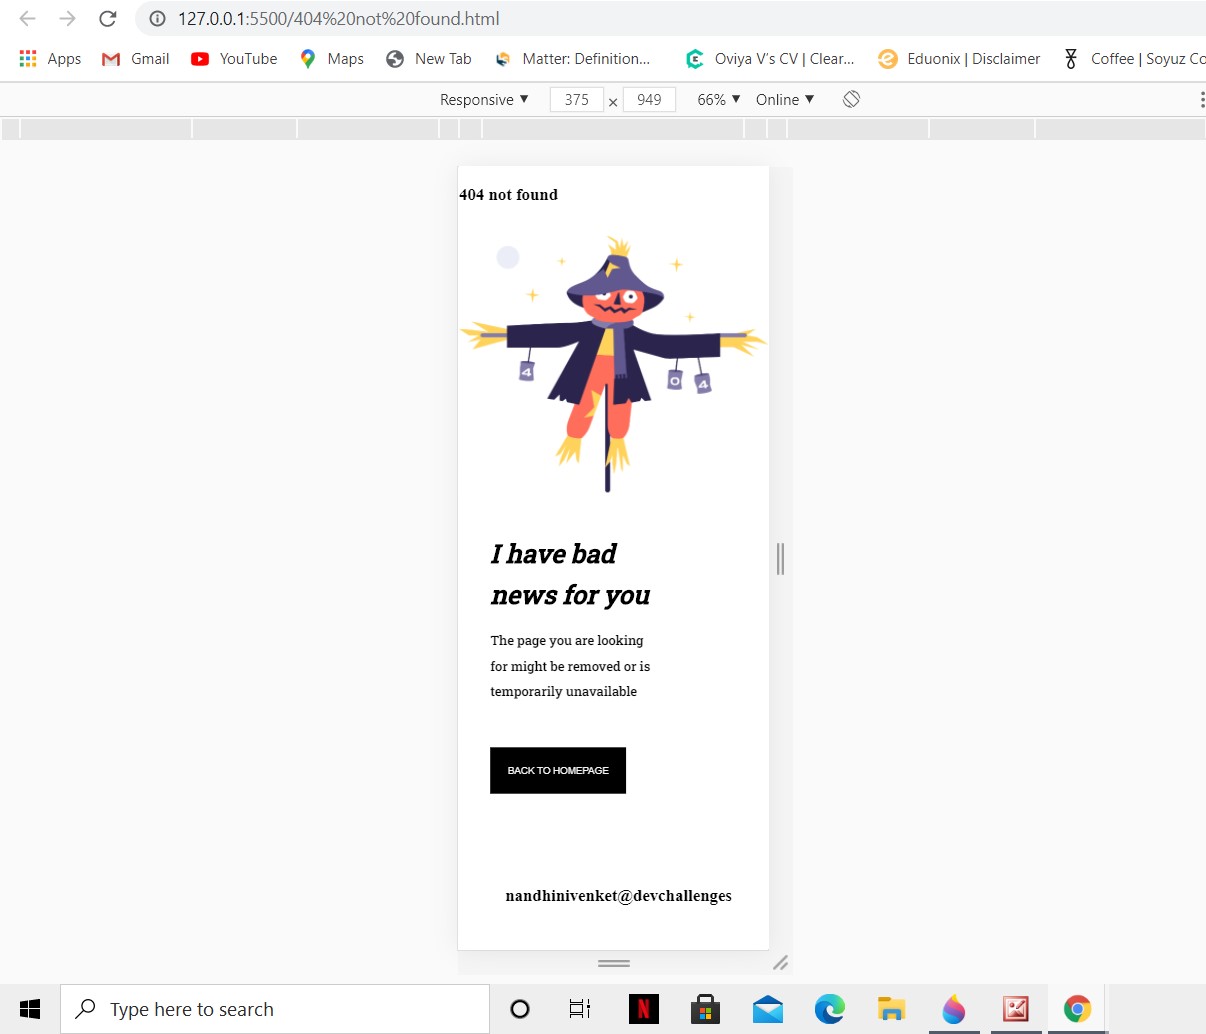 127.0.0.1:5500/404%20not%20found.html
Apps Gmail YouTube Maps New Tab Matter: Definition... Oviya V's CV | Clear... Eduonix | Disclaimer Coffee | Soyuz Co
Responsive ▼ 375 × 949 66% ▼ Online ▼
404 not found
4 0 4
I have bad
news for you
The page you are looking
for might be removed or is
temporarily unavailable
BACK TO HOMEPAGE
nandhinivenket@devchallenges
Type here to search N